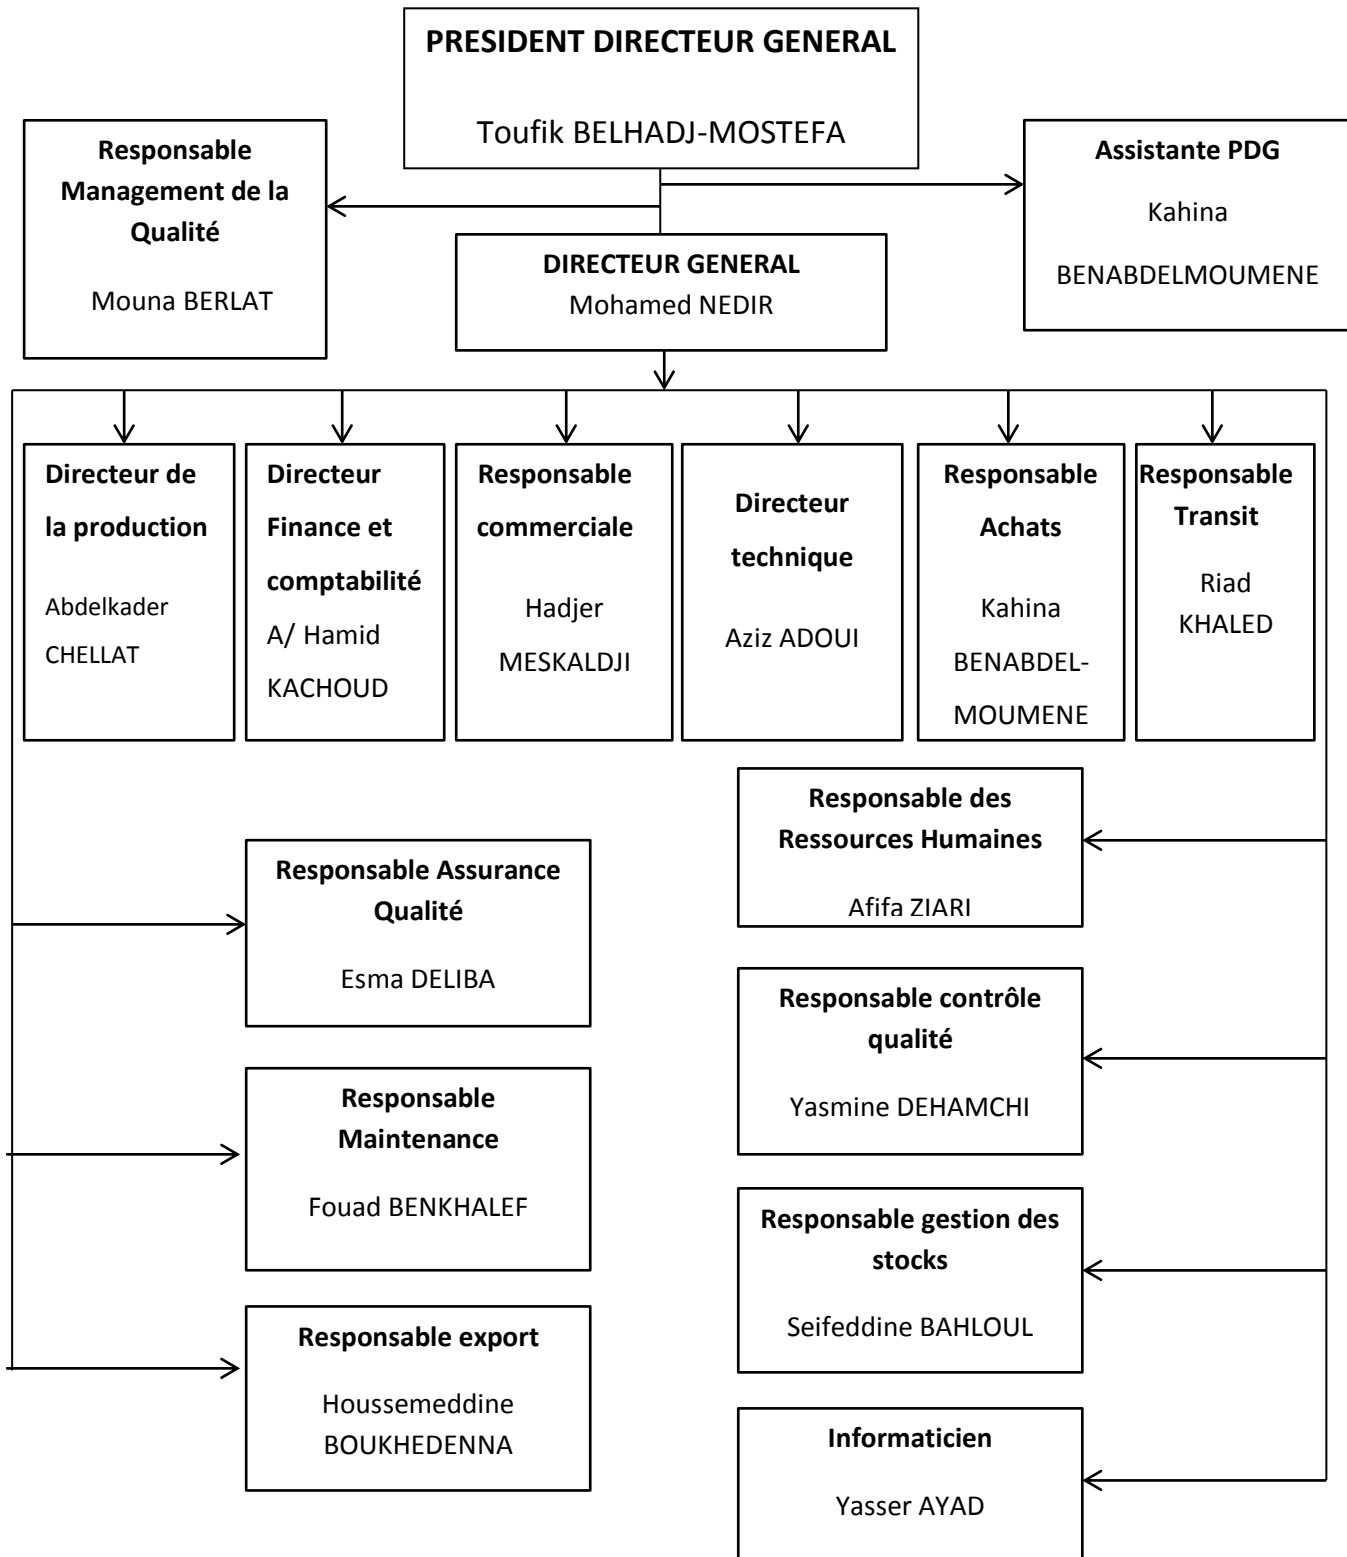 PRESIDENT DIRECTEUR GENERAL
Toufik BELHADJ-MOSTEFA
Responsable
Management de la
Qualité
Mouna BERLAT
Assistante PDG
Kahina
BENABDELMOUMENE
DIRECTEUR GENERAL
Mohamed NEDIR
Directeur de
la production
Abdelkader
CHELLAT
Directeur
Finance et
comptabilité
A/ Hamid
KACHOUD
Responsable
commerciale
Hadjer
MESKALDJI
Directeur
technique
Aziz ADOUI
Responsable
Achats
Kahina
BENABDEL-
MOUMENE
Responsable
Transit
Riad
KHALED
Responsable des
Ressources Humaines
Afifa ZIARI
Responsable Assurance
Qualité
Esma DELIBA
Responsable contrôle
qualité
Yasmine DEHAMCHI
Responsable
Maintenance
Fouad BENKHALEF
Responsable gestion des
stocks
Seifeddine BAHLOUL
Responsable export
Houssemeddine
BOUKHEDENNA
Informaticien
Yasser AYAD